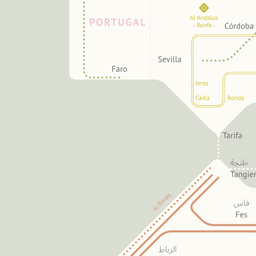 PORTUGAL
Al Andalus
- Renfe -
Córdoba
Sevilla
Faro
Jerez
Cádiz
Ronda
Tarifa
طنجة
Tangier
Al Boraq
فاس
Fes
الرباط